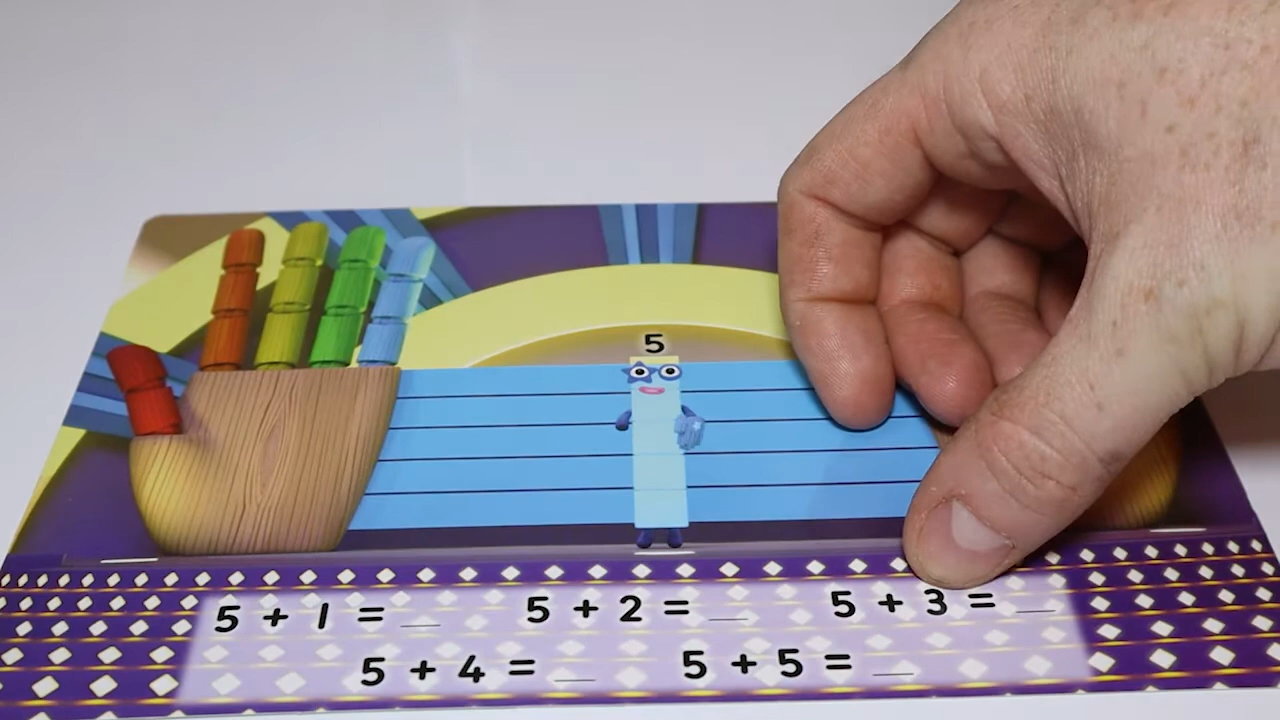 5
5 + 1 = __ 5 + 2 = __ 5 + 3 = __
5 + 4 = __ 5 + 5 = __